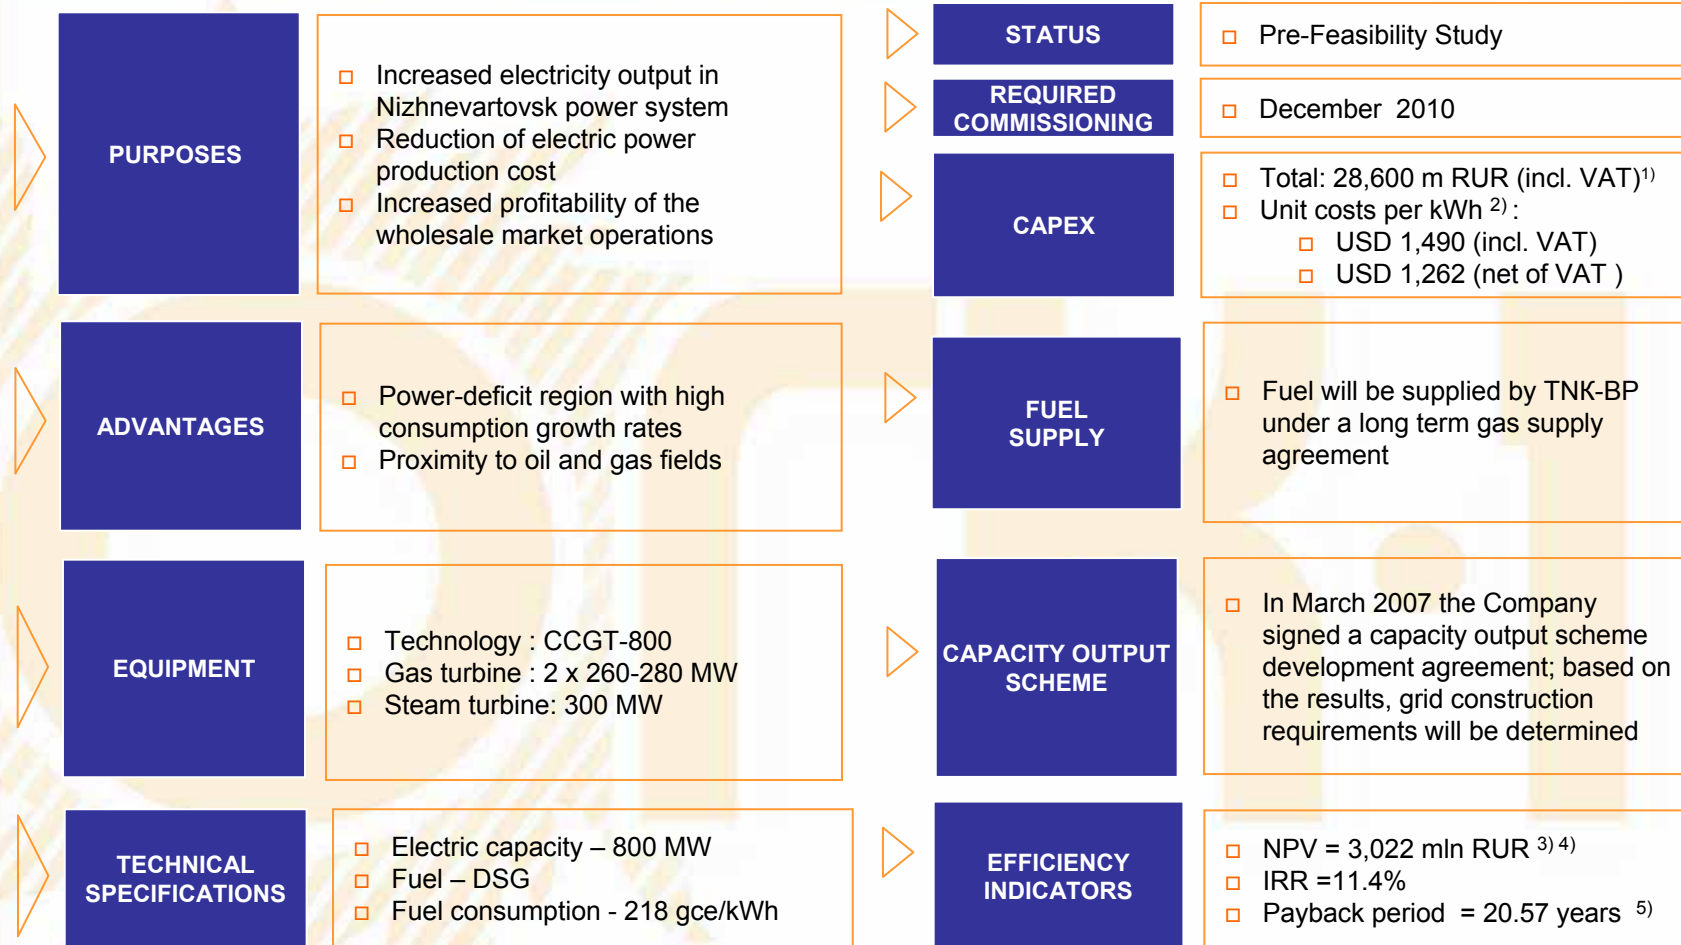 PURPOSES
□ Increased electricity output in
Nizhnevartovsk power system
□ Reduction of electric power
production cost
□ Increased profitability of the
wholesale market operations
ADVANTAGES
□ Power-deficit region with high
consumption growth rates
□ Proximity to oil and gas fields
EQUIPMENT
□ Technology : CCGT-800
□ Gas turbine : 2 x 260-280 MW
□ Steam turbine: 300 MW
TECHNICAL
SPECIFICATIONS
□ Electric capacity – 800 MW
□ Fuel – DSG
□ Fuel consumption - 218 gce/kWh
STATUS
□ Pre-Feasibility Study
REQUIRED
COMMISSIONING
□ December 2010
CAPEX
□ Total: 28,600 m RUR (incl. VAT)1)
□ Unit costs per kWh 2) :
□ USD 1,490 (incl. VAT)
□ USD 1,262 (net of VAT )
FUEL
SUPPLY
□ Fuel will be supplied by TNK-BP
under a long term gas supply
agreement
CAPACITY OUTPUT
SCHEME
□ In March 2007 the Company
signed a capacity output scheme
development agreement; based on
the results, grid construction
requirements will be determined
EFFICIENCY
INDICATORS
□ NPV = 3,022 mln RUR 3) 4)
□ IRR =11.4%
□ Payback period = 20.57 years 5)